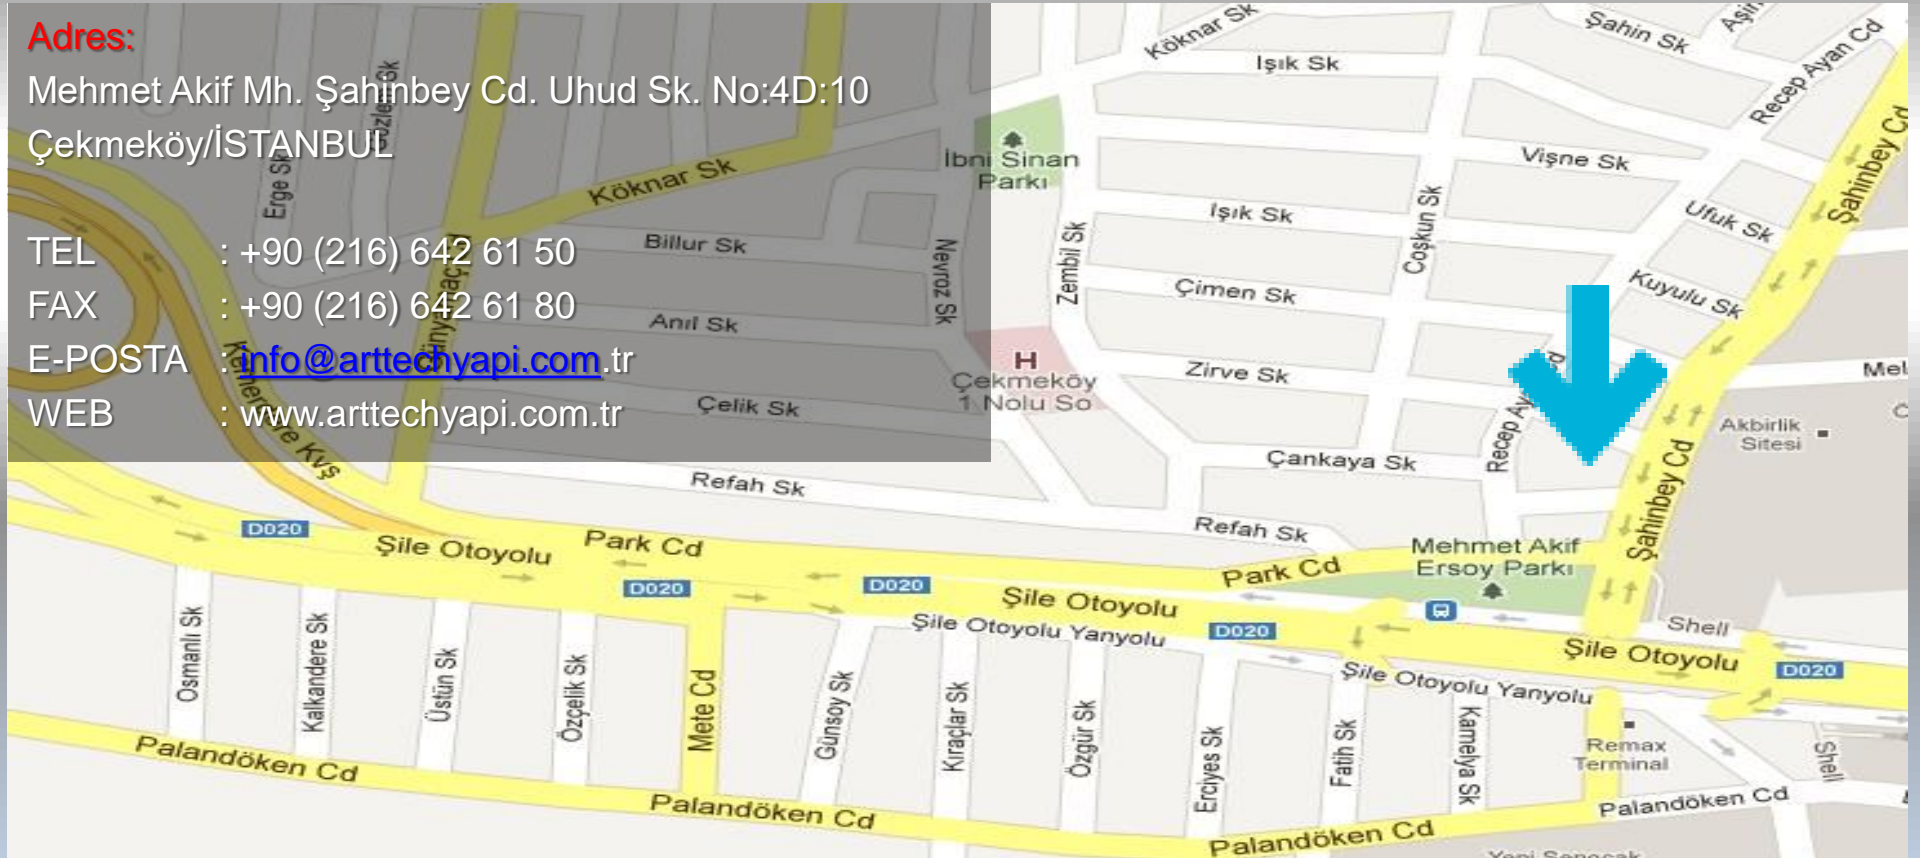 Adres:
Mehmet Akif Mh. Şahinbey Cd. Uhud Sk. No:4D:10
Çekmeköy/İSTANBUL
TEL : +90 (216) 642 61 50
FAX : +90 (216) 642 61 80
E-POSTA : info@arttechyapi.com.tr
WEB : www.arttechyapi.com.tr
Köknar Sk
Işık Sk
Şahin Sk
Recep Ayan Cd
Şahinbey Cd
Erge Sk
Köknar Sk
İbni Sinan
Parkı
Vişne Sk
Işık Sk
Coşkun Sk
Ufuk Sk
Billur Sk
Nevroz Sk
Zembil Sk
Çimen Sk
Kuyulu Sk
Anıl Sk
H
Çekmeköy
1 Nolu So
Zirve Sk
Recep Ay
Mel
Çelik Sk
Akbirlik
Sitesi
Kemerdere Kvş
Çankaya Sk
Şahinbey Cd
Refah Sk
Refah Sk
D020
Şile Otoyolu
Park Cd
Mehmet Akif
Ersoy Parkı
Park Cd
D020
D020
Şile Otoyolu
Şile Otoyolu Yanyolu
D020
Shell
Şile Otoyolu
D020
Şile Otoyolu Yanyolu
Osmanlı Sk
Kalkandere Sk
Üstün Sk
Özçelik Sk
Mete Cd
Günsoy Sk
Kıraçlar Sk
Özgür Sk
Erciyes Sk
Fatih Sk
Kamelya Sk
Remax
Terminal
Shell
Palandöken Cd
Palandöken Cd
Palandöken Cd
Palandöken Cd